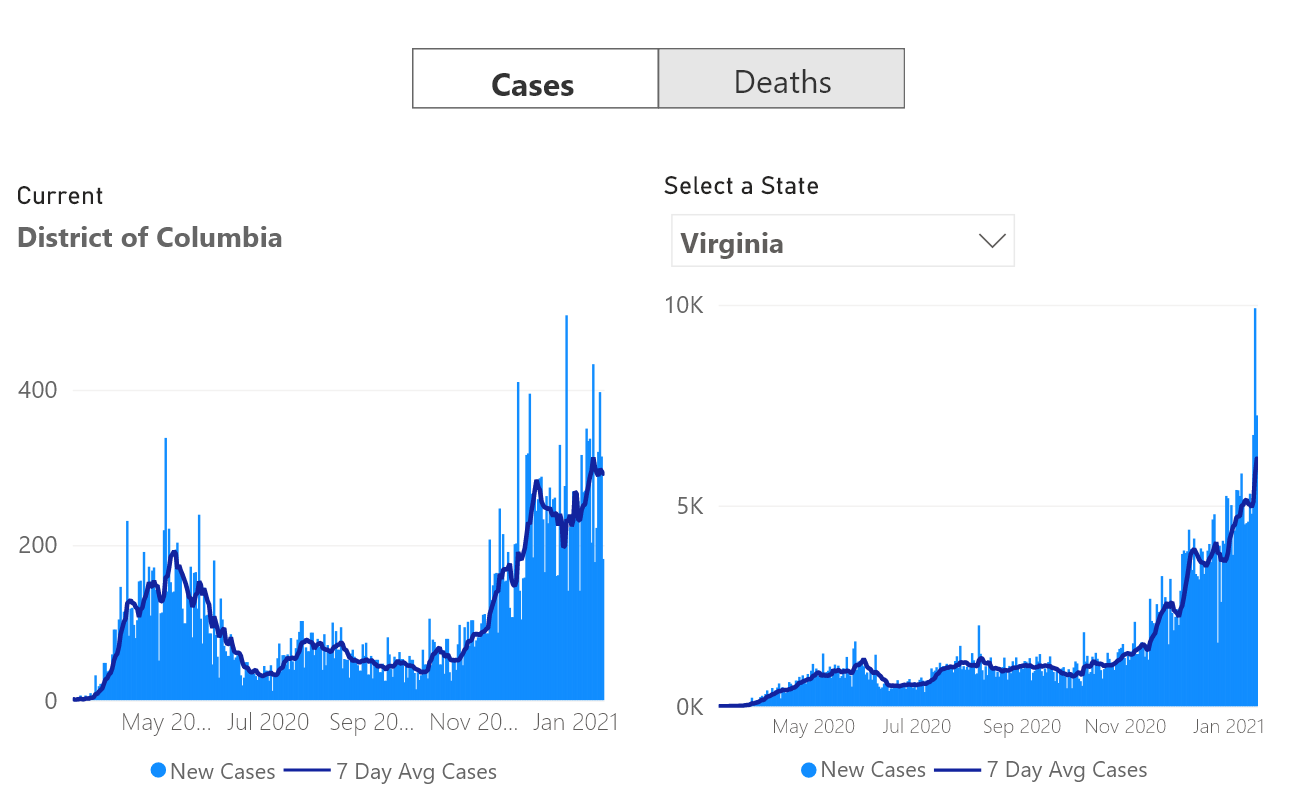 Cases
Deaths
Current
District of Columbia
400
200
0
May 20...
Jul 2020
Sep 20...
Nov 20...
Jan 2021
New Cases
7 Day Avg Cases
Select a State
Virginia
10K
5K
0K
May 2020
Jul 2020
Sep 2020
Nov 2020
Jan 2021
New Cases
7 Day Avg Cases